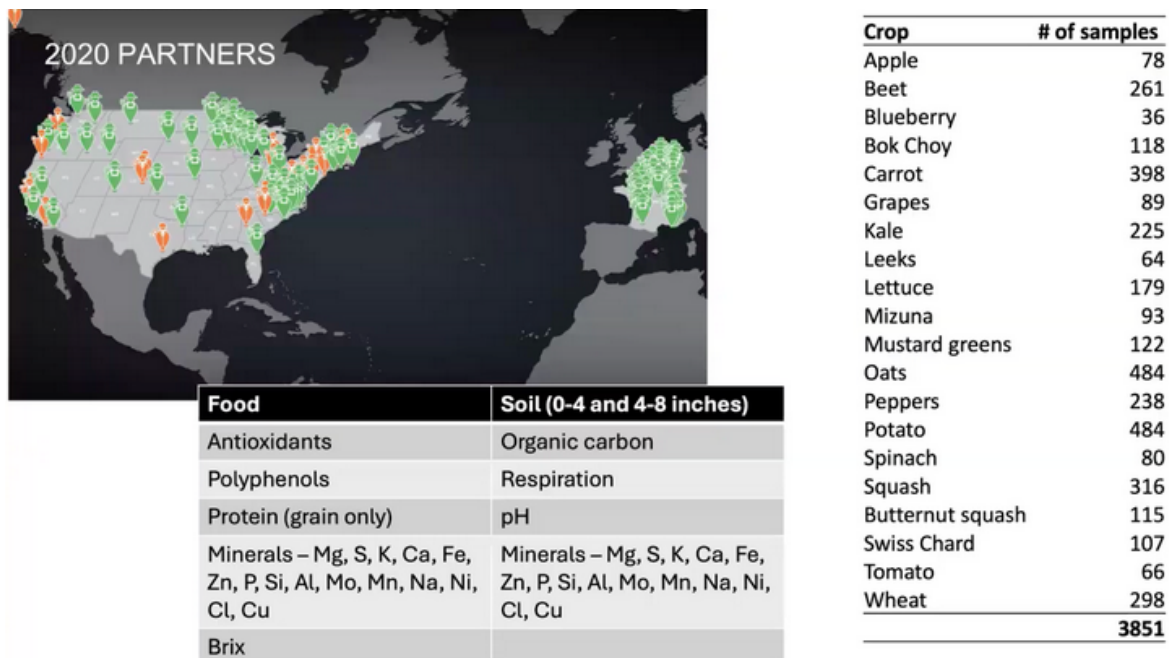 2020 PARTNERS
Food Soil (0-4 and 4-8 inches)
Antioxidants Organic carbon
Polyphenols Respiration
Protein (grain only) pH
Minerals – Mg, S, K, Ca, Fe, Minerals – Mg, S, K, Ca, Fe,
Zn, P, Si, Al, Mo, Mn, Na, Ni, Zn, P, Si, Al, Mo, Mn, Na, Ni,
Cl, Cu Cl, Cu
Brix
Crop # of samples
Apple 78
Beet 261
Blueberry 36
Bok Choy 118
Carrot 398
Grapes 89
Kale 225
Leeks 64
Lettuce 179
Mizuna 93
Mustard greens 122
Oats 484
Peppers 238
Potato 484
Spinach 80
Squash 316
Butternut squash 115
Swiss Chard 107
Tomato 66
Wheat 298
3851